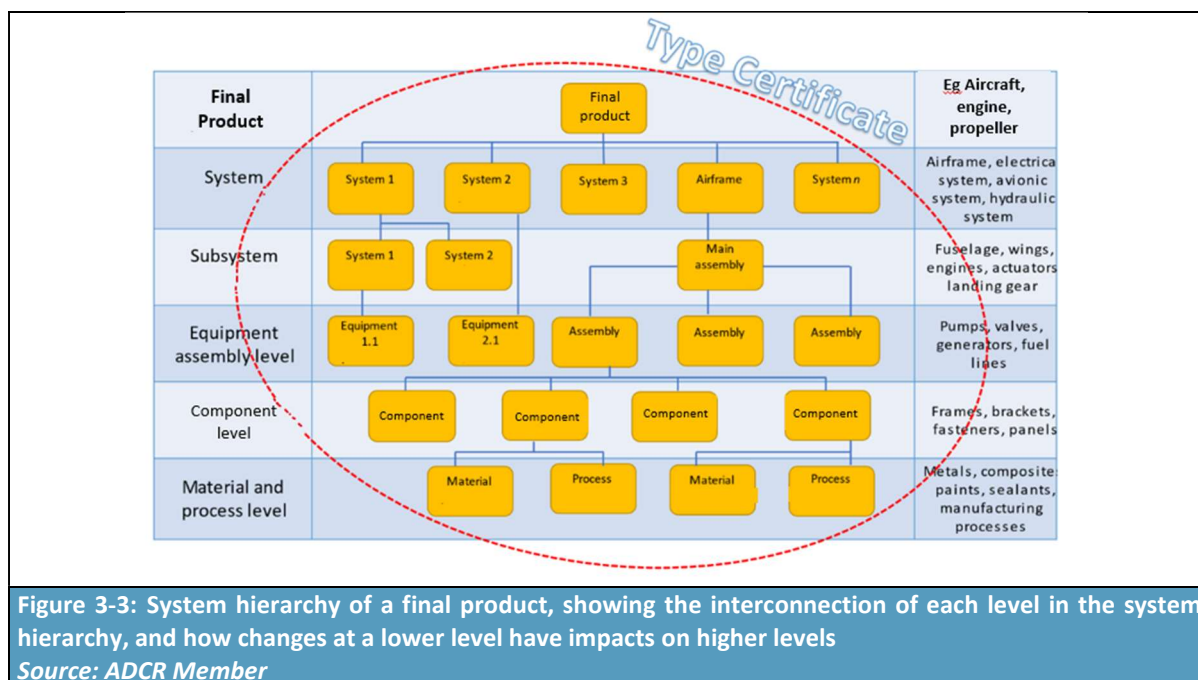 Type Certificate
Final
Product
Final
product
Eg Aircraft,
engine,
propeller
System
System 1
System 2
System 3
Airframe
System n
Airframe, electrica
system, avionic
system, hydraulic
system
Subsystem
System 1
System 2
Main
assembly
Fuselage, wings,
engines, actuators
landing gear
Equipment
assembly level
Equipment
1.1
Equipment
2.1
Assembly
Assembly
Assembly
Pumps, valves,
generators, fuel
lines
Component
level
Component
Component
Component
Component
Frames, brackets,
fasteners, panels
Material and
process level
Material
Process
Material
Process
Metals, composite
paints, sealants,
manufacturing
processes
Figure 3-3: System hierarchy of a final product, showing the interconnection of each level in the system
hierarchy, and how changes at a lower level have impacts on higher levels
Source: ADCR Member